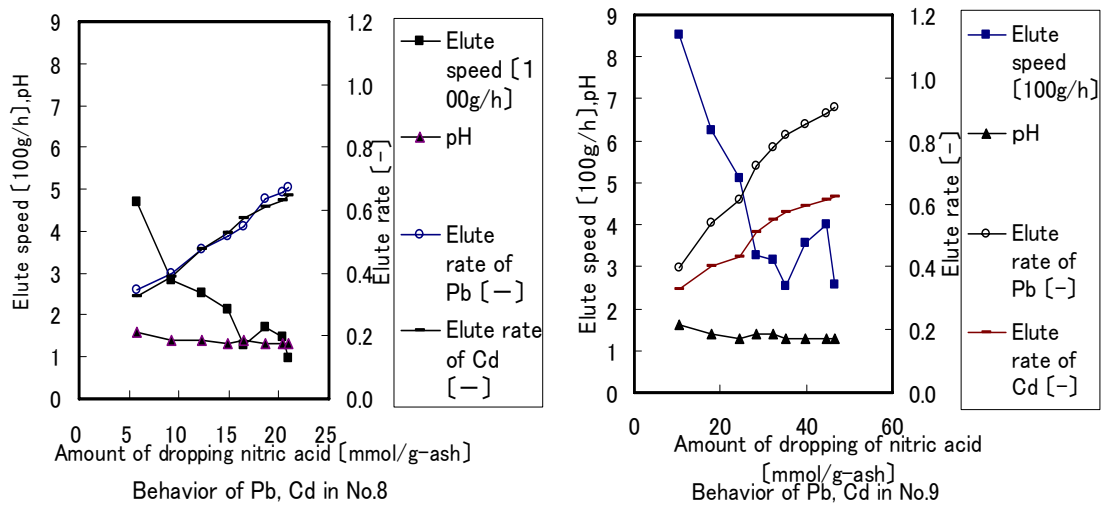 9
8
7
6
5
4
3
2
1
0
Elute speed [100g/h],pH
0
5
10
15
20
25
1.2
1.0
0.8
0.6
0.4
0.2
0.0
Elute rate [-]
Elute
speed [1
00g/h]
pH
Elute
rate of
Pb [—]
Elute rate
of Cd
[—]
Amount of dropping nitric acid [mmol/g-ash]
Behavior of Pb, Cd in No.8
9
8
7
6
5
4
3
2
1
0
Elute speed [100g/h],pH
0
20
40
60
1.2
1.0
0.8
0.6
0.4
0.2
0.0
Elute rate [-]
Elute
speed
[100g/h]
pH
Elute
rate of
Pb [-]
Elute
rate of
Cd [-]
Amount of dropping of nitric acid
[mmol/g-ash]
Behavior of Pb, Cd in No.9